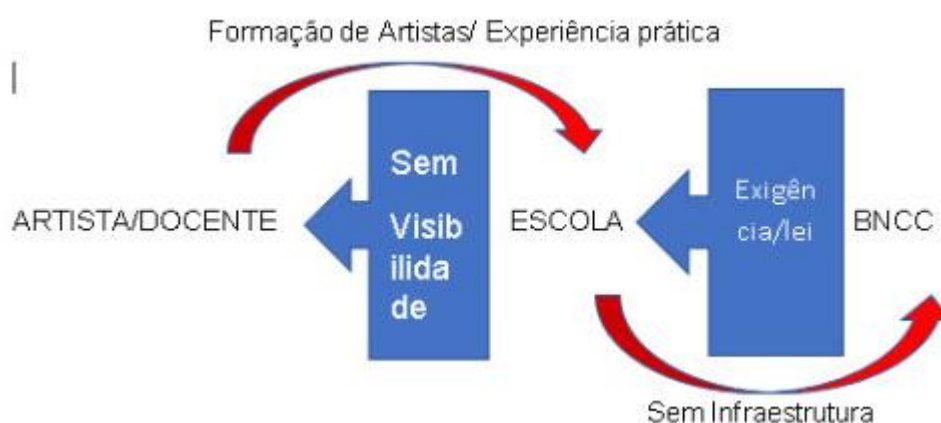 Formação de Artistas/ Experiência prática
Sem
Visib
ilida
de
Exigên
cia/lei
ARTISTA/DOCENTE
ESCOLA
BNCC
Sem Infraestrutura